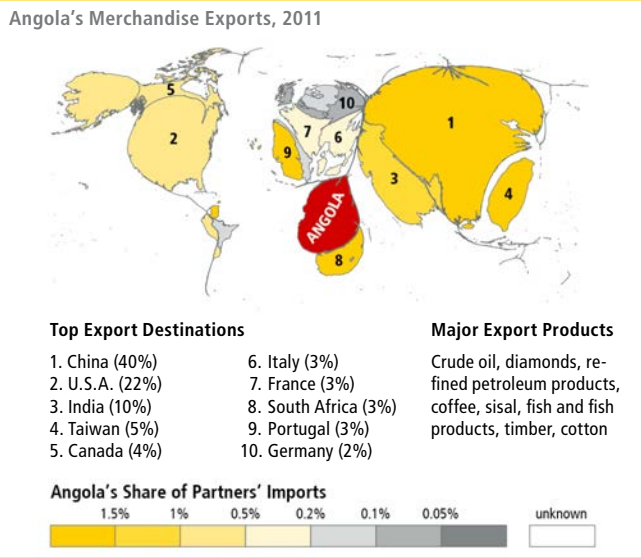 Angola's Merchandise Exports, 2011
5
10
1
2
7
6
9
3
4
ANGOLA
8
Top Export Destinations
1. China (40%)
2. U.S.A. (22%)
3. India (10%)
4. Taiwan (5%)
5. Canada (4%)
6. Italy (3%)
7. France (3%)
8. South Africa (3%)
9. Portugal (3%)
10. Germany (2%)
Major Export Products
Crude oil, diamonds, re-
fined petroleum products,
coffee, sisal, fish and fish
products, timber, cotton
Angola's Share of Partners' Imports
1.5% 1% 0.5% 0.2% 0.1% 0.05% unknown